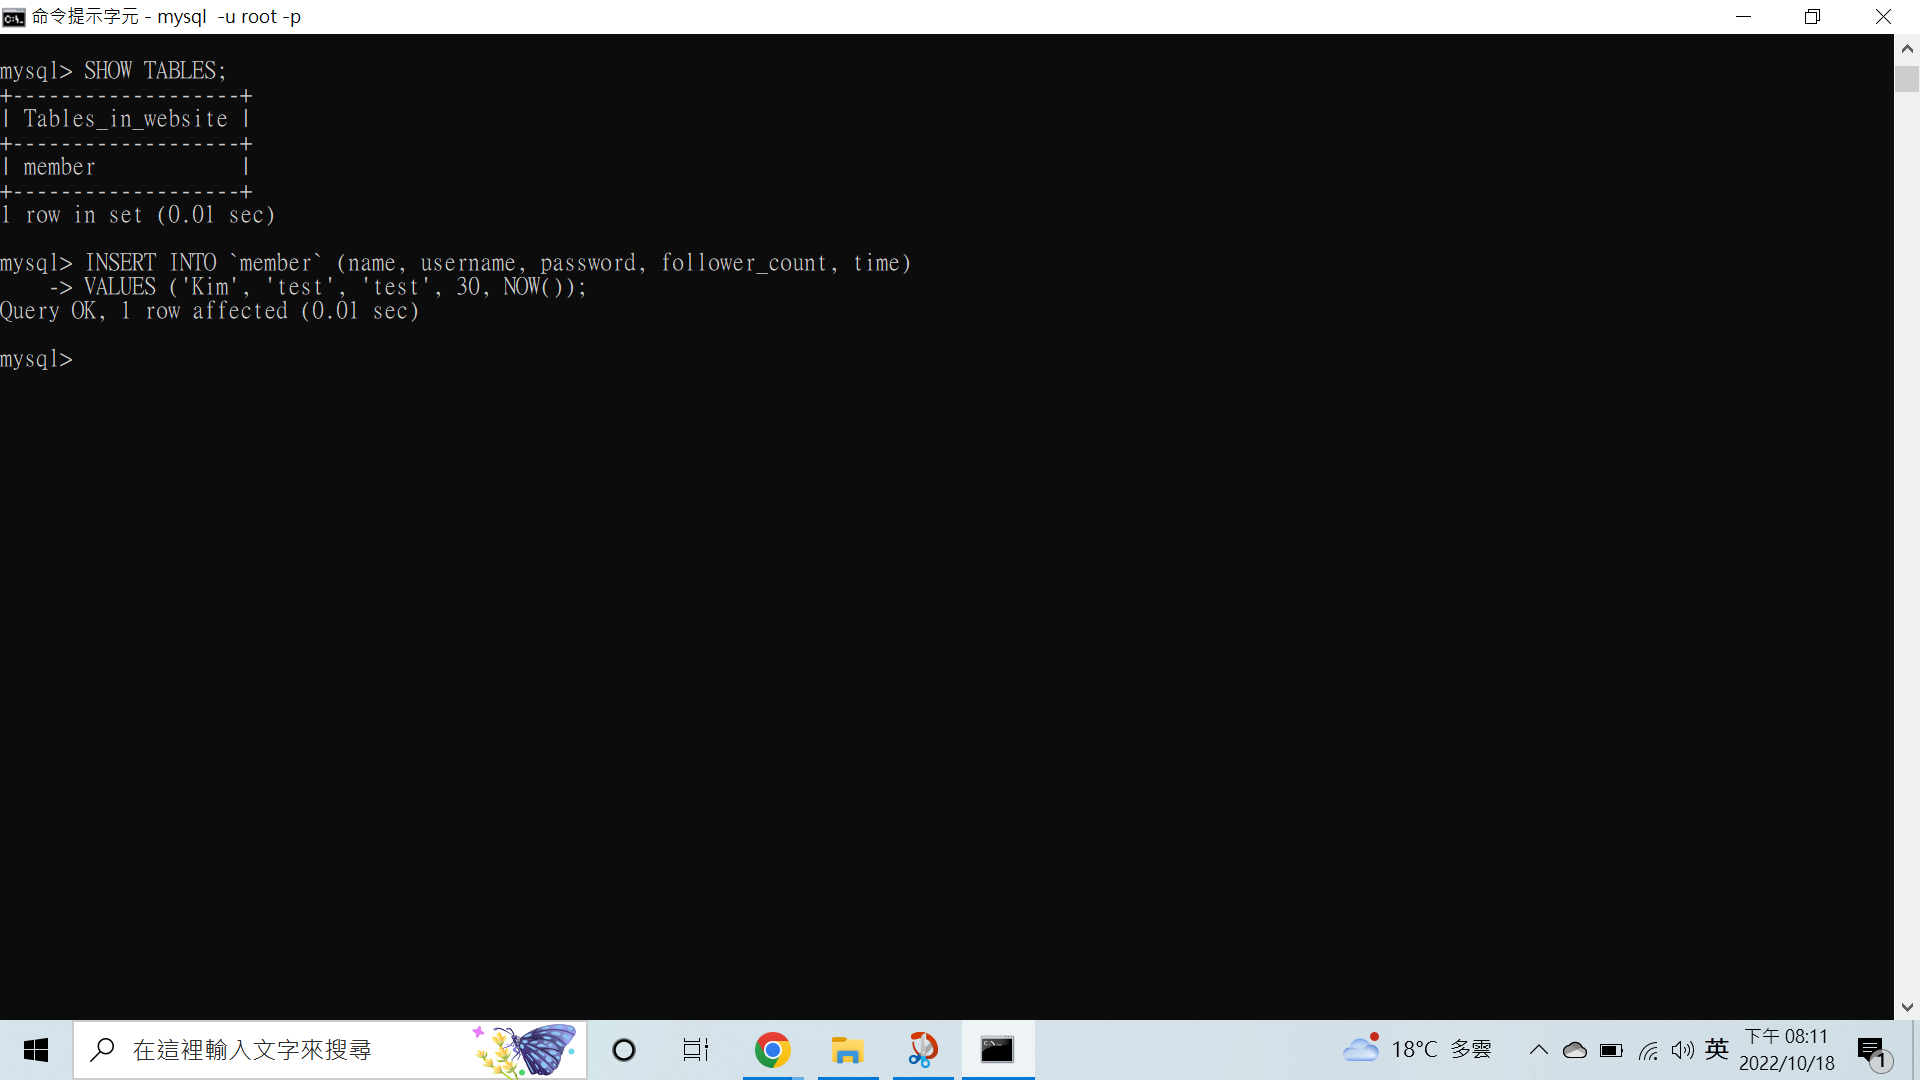 命令提示字元 - mysql  -u root -p
mysql> SHOW TABLES;
+-------------------+
| Tables_in_website |
+-------------------+
| member            |
+-------------------+
1 row in set (0.01 sec)
mysql> INSERT INTO `member` (name, username, password, follower_count, time)
    -> VALUES ('Kim', 'test', 'test', 30, NOW());
Query OK, 1 row affected (0.01 sec)
mysql>
在這裡輸入文字來搜尋
18°C 多雲
英
下午 08:11
2022/10/18
1